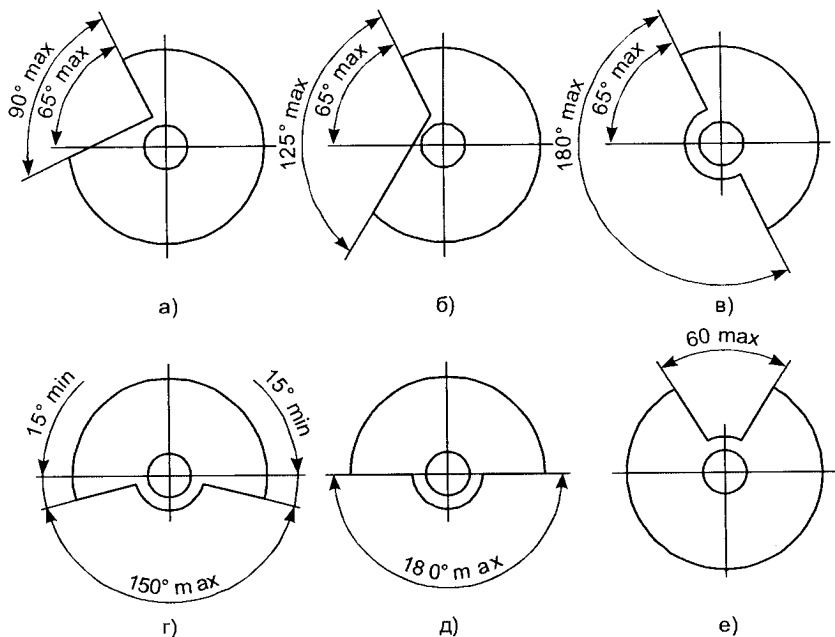 90° max
65° max
а)
125° max
65° max
б)
180° max
65° max
в)
15° min
15° min
150° max
г)
180° max
д)
60 max
е)